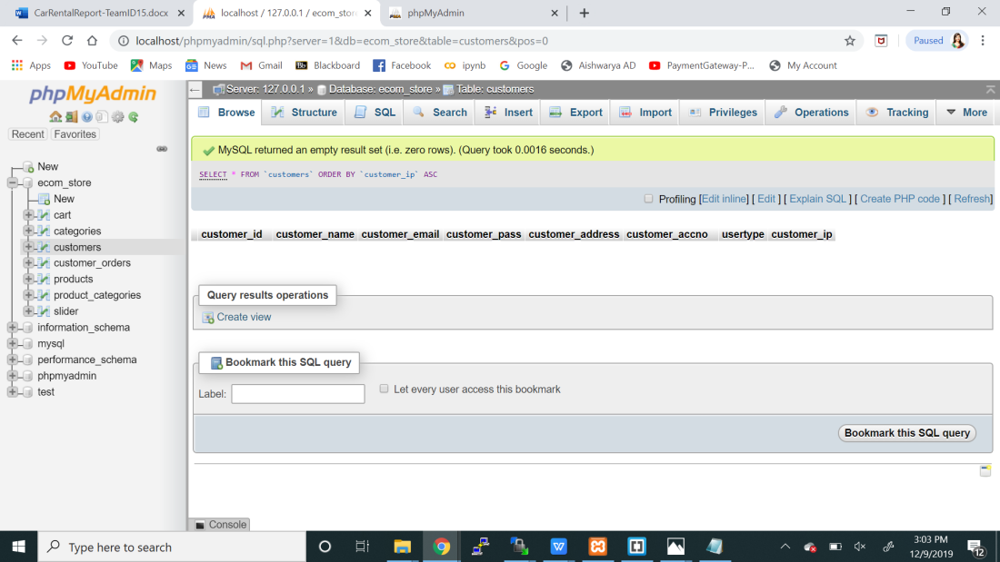 CarRentalReport-TeamID15.docx
localhost / 127.0.0.1 / ecom_stor
phpMyAdmin
localhost/phpmyadmin/sql.php?server=1&db=ecom_store&table=customers&pos=0
Paused
Apps YouTube Maps News Gmail Blackboard Facebook ipynb Google Aishwarya AD PaymentGateway-P... My Account
phpMyAdmin
Recent Favorites
New
ecom_store
New
cart
categories
customers
customer_orders
products
product_categories
slider
information_schema
mysql
performance_schema
phpmyadmin
test
Server: 127.0.0.1 » Database: ecom_store » Table: customers
Browse Structure SQL Search Insert Export Import Privileges Operations Tracking More
MySQL returned an empty result set (i.e. zero rows). (Query took 0.0016 seconds.)
SELECT * FROM `customers` ORDER BY `customer_ip` ASC
Profiling [Edit inline] [ Edit ] [ Explain SQL ] [ Create PHP code ] [ Refresh]
customer_id customer_name customer_email customer_pass customer_address customer_accno usertype customer_ip
Query results operations
Create view
Bookmark this SQL query
Label: Let every user access this bookmark
Bookmark this SQL query
Console
Type here to search
3:03 PM
12/9/2019
12